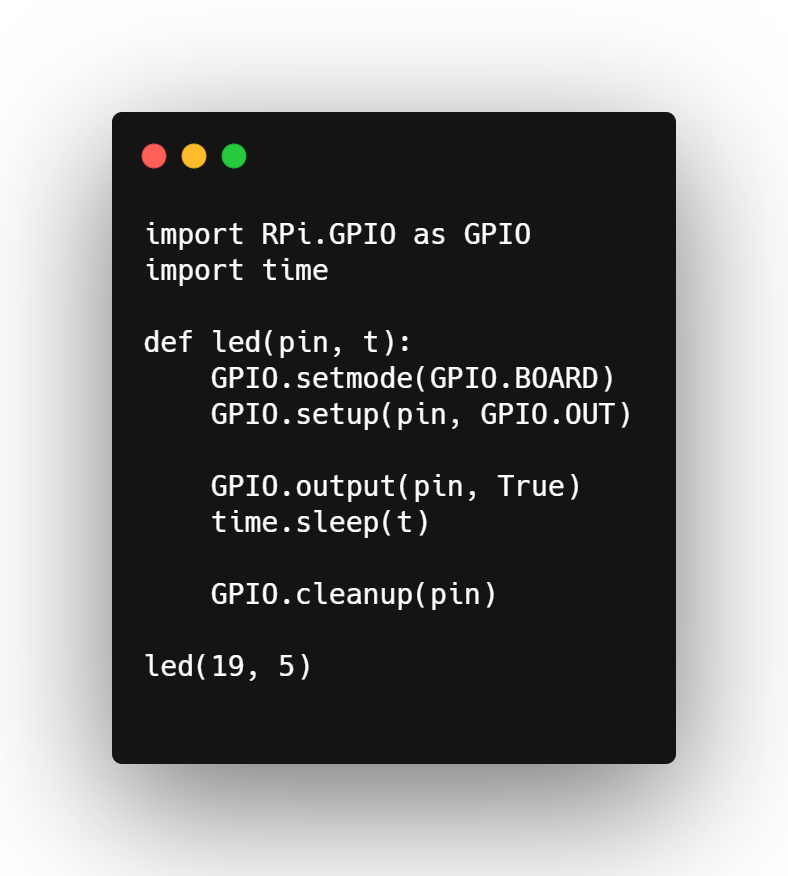 import RPi.GPIO as GPIO
import time

def led(pin, t):
    GPIO.setmode(GPIO.BOARD)
    GPIO.setup(pin, GPIO.OUT)

    GPIO.output(pin, True)
    time.sleep(t)

    GPIO.cleanup(pin)

led(19, 5)